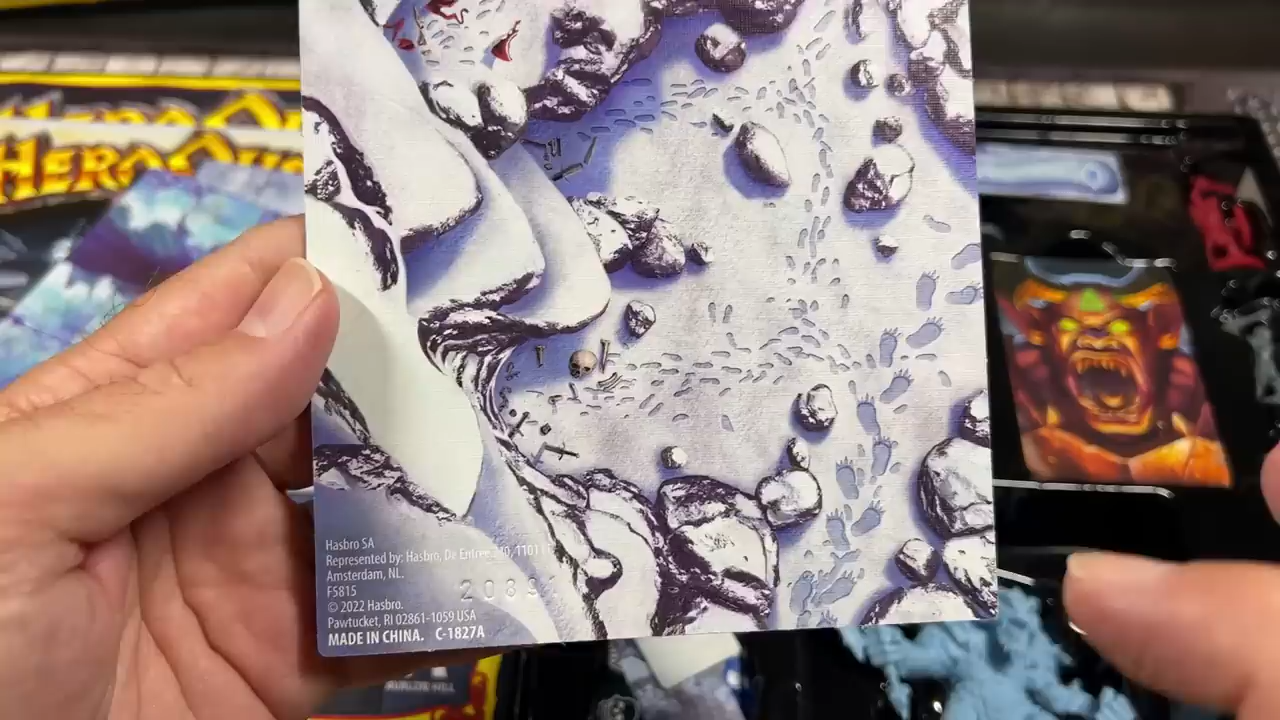 HEROQUEST
Hasbro SA
Represented by: Hasbro, De Entree 240, 1101
Amsterdam, NL.
F5815
© 2022 Hasbro.
Pawtucket, RI 02861-1059 USA
MADE IN CHINA. C-1827A